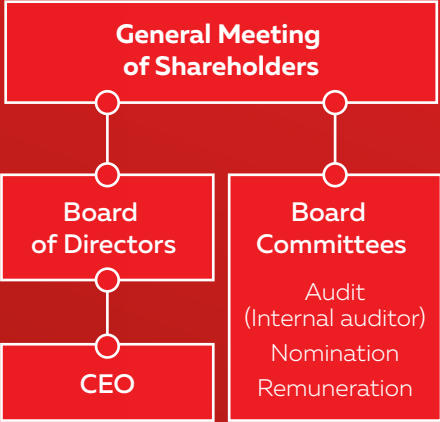 General Meeting
of Shareholders
Board
of Directors
Board
Committees
Audit
(Internal auditor)
Nomination
Remuneration
CEO